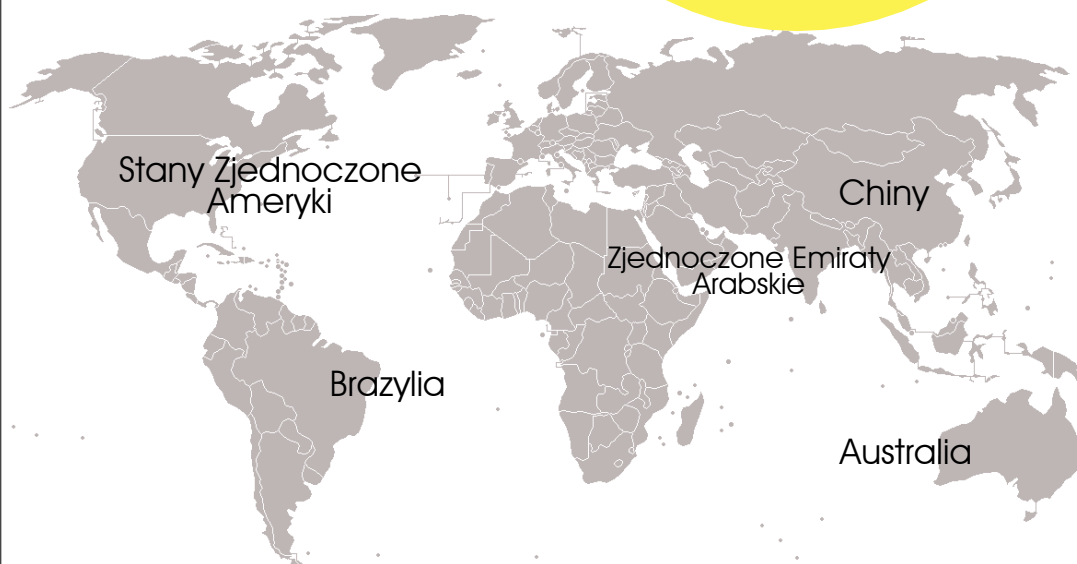 Stany Zjednoczone
Ameryki
Chiny
Zjednoczone Emiraty
Arabskie
Brazylia
Australia